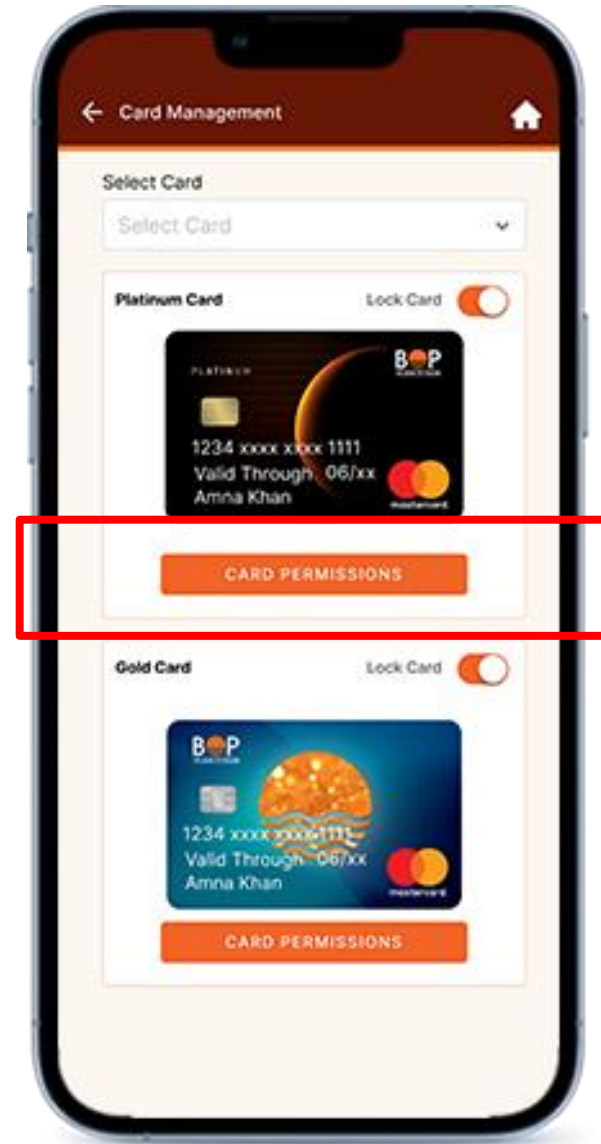 Card Management
Select Card
Select Card
Platinum Card Lock Card
PLATINUM BOP
1234 xxxx xxxx 1111
Valid Through 06/xx
Amna Khan
mastercard
CARD PERMISSIONS
Gold Card Lock Card
BOP
1234 xxxx xxxx 1111
Valid Through 06/xx
Amna Khan
mastercard
CARD PERMISSIONS